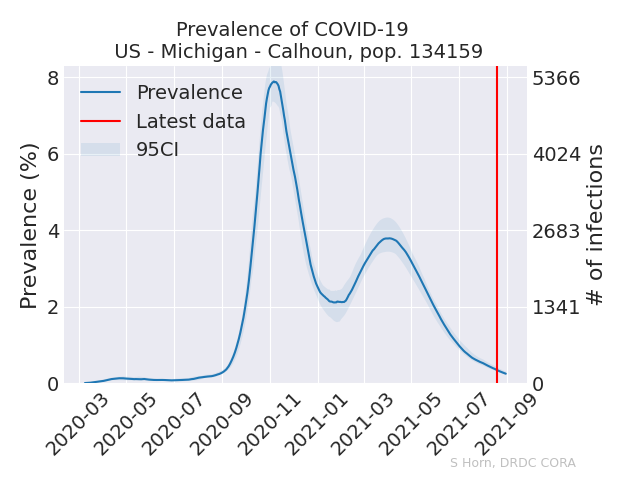 Prevalence of COVID-19
US - Michigan - Calhoun, pop. 134159
8
6
4
2
0
Prevalence (%)
Prevalence
Latest data
95CI
5366
4024
2683
1341
0
# of infections
2020-03
2020-05
2020-07
2020-09
2020-11
2021-01
2021-03
2021-05
2021-07
2021-09
S Horn, DRDC CORA